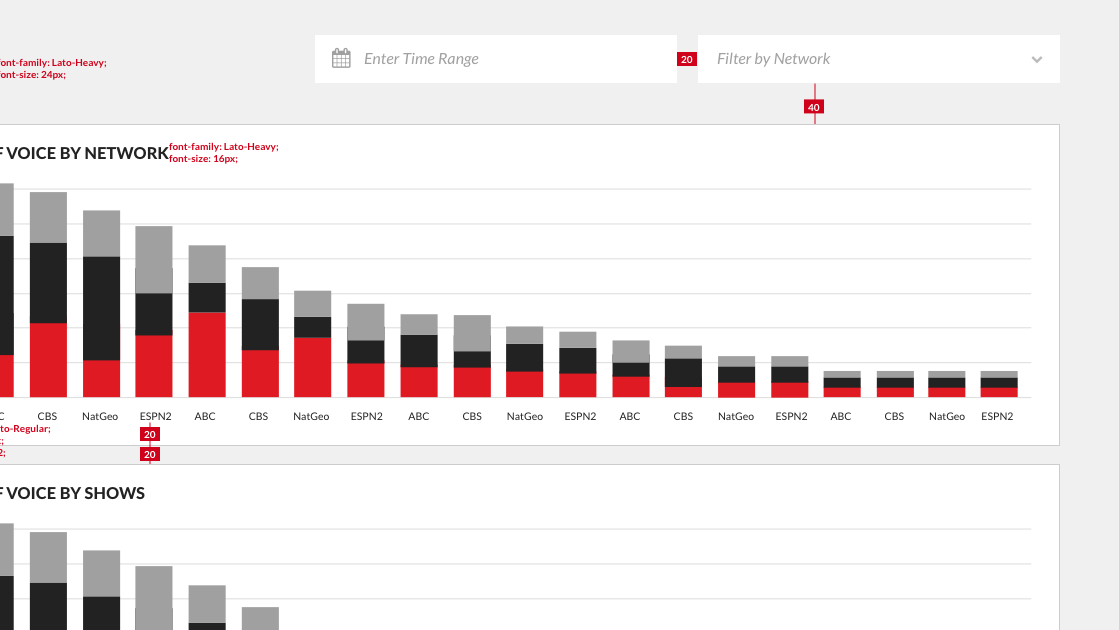 font-family: Lato-Heavy;
font-size: 24px;
Enter Time Range
20
Filter by Network
40
F VOICE BY NETWORK
font-family: Lato-Heavy;
font-size: 16px;
C CBS NatGeo ESPN2 ABC CBS NatGeo ESPN2 ABC CBS NatGeo ESPN2 ABC CBS NatGeo ESPN2 ABC CBS NatGeo ESPN2
to-Regular;
20
;
2;
20
F VOICE BY SHOWS